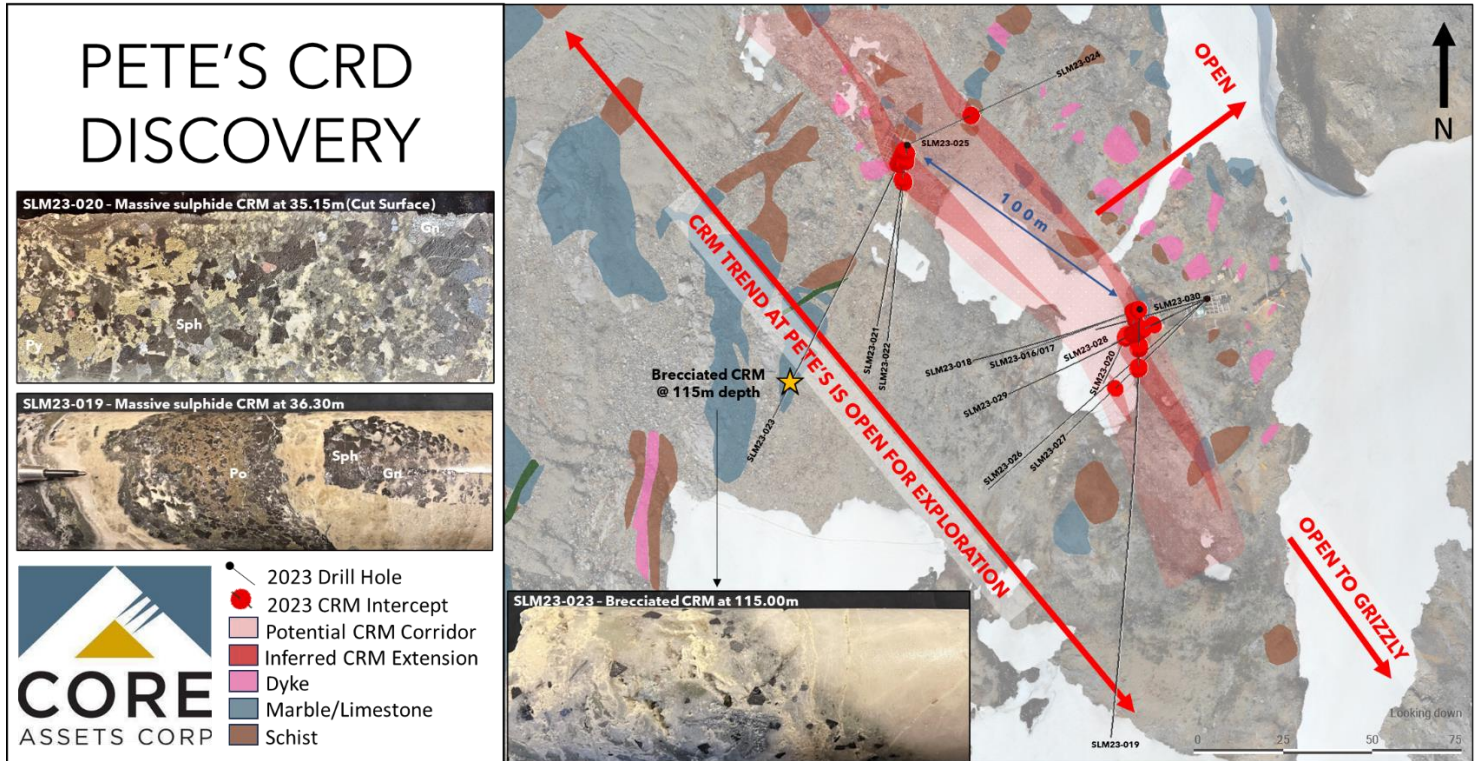 PETE'S CRD
DISCOVERY
SLM23-020 - Massive sulphide CRM at 35.15m (Cut Surface)
Gn
Sph
Py
SLM23-019 - Massive sulphide CRM at 36.30m
Sph
Po
Gn
CORE
ASSETS CORP
2023 Drill Hole
2023 CRM Intercept
Potential CRM Corridor
Inferred CRM Extension
Dyke
Marble/Limestone
Schist
SLM23-024
OPEN
N
SLM23-025
100m
CRM TREND AT PETE'S IS OPEN FOR EXPLORATION
SLM23-030
SLM23-021
SLM23-022
SLM23-018
SLM23-016/017
SLM23-028
SLM23-020
SLM23-029
Brecciated CRM
@ 115m depth
SLM23-023
SLM23-027
SLM23-026
OPEN TO GRIZZLY
SLM23-023 - Brecciated CRM at 115.00m
SLM23-019
Looking down
0 25 50 75